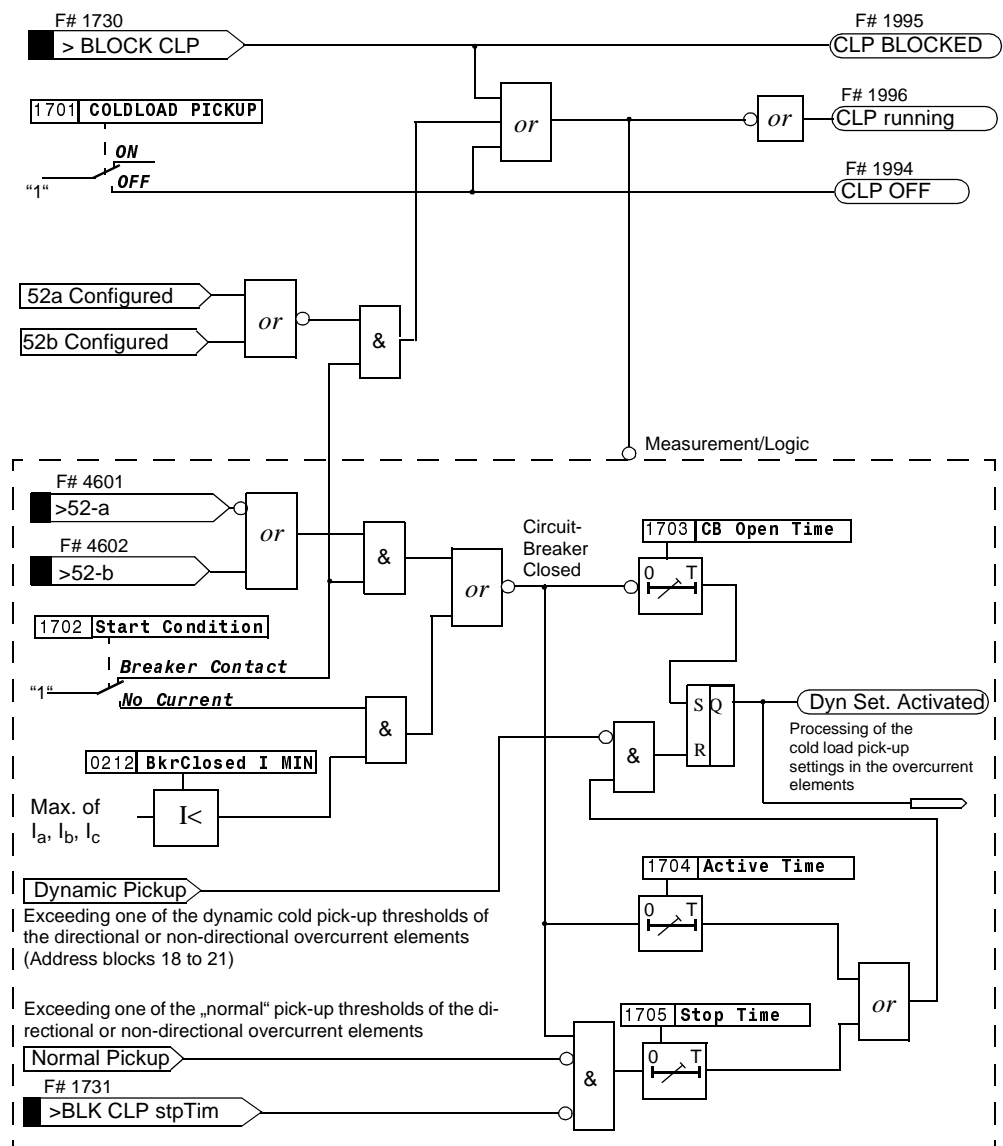 F# 1730
> BLOCK CLP
F# 1995
CLP BLOCKED
1701 COLDLOAD PICKUP
or
F# 1996
or
CLP running
ON
OFF
"1"
F# 1994
CLP OFF
52a Configured
52b Configured
or
&
Measurement/Logic
F# 4601
>52-a
F# 4602
>52-b
or
&
or
Circuit-
Breaker
Closed
1703 CB Open Time
0 T
1702 Start Condition
Breaker Contact
"1"
No Current
&
S Q
R
Dyn Set. Activated
Processing of the
cold load pick-up
settings in the overcurrent
elements
&
0212 BkrClosed I MIN
Max. of
Ia, Ib, Ic
I<
Dynamic Pickup
Exceeding one of the dynamic cold pick-up thresholds of
the directional or non-directional overcurrent elements
(Address blocks 18 to 21)
1704 Active Time
0 T
or
Exceeding one of the „normal“ pick-up thresholds of the di-
rectional or non-directional overcurrent elements
1705 Stop Time
0 T
Normal Pickup
&
F# 1731
>BLK CLP stpTim